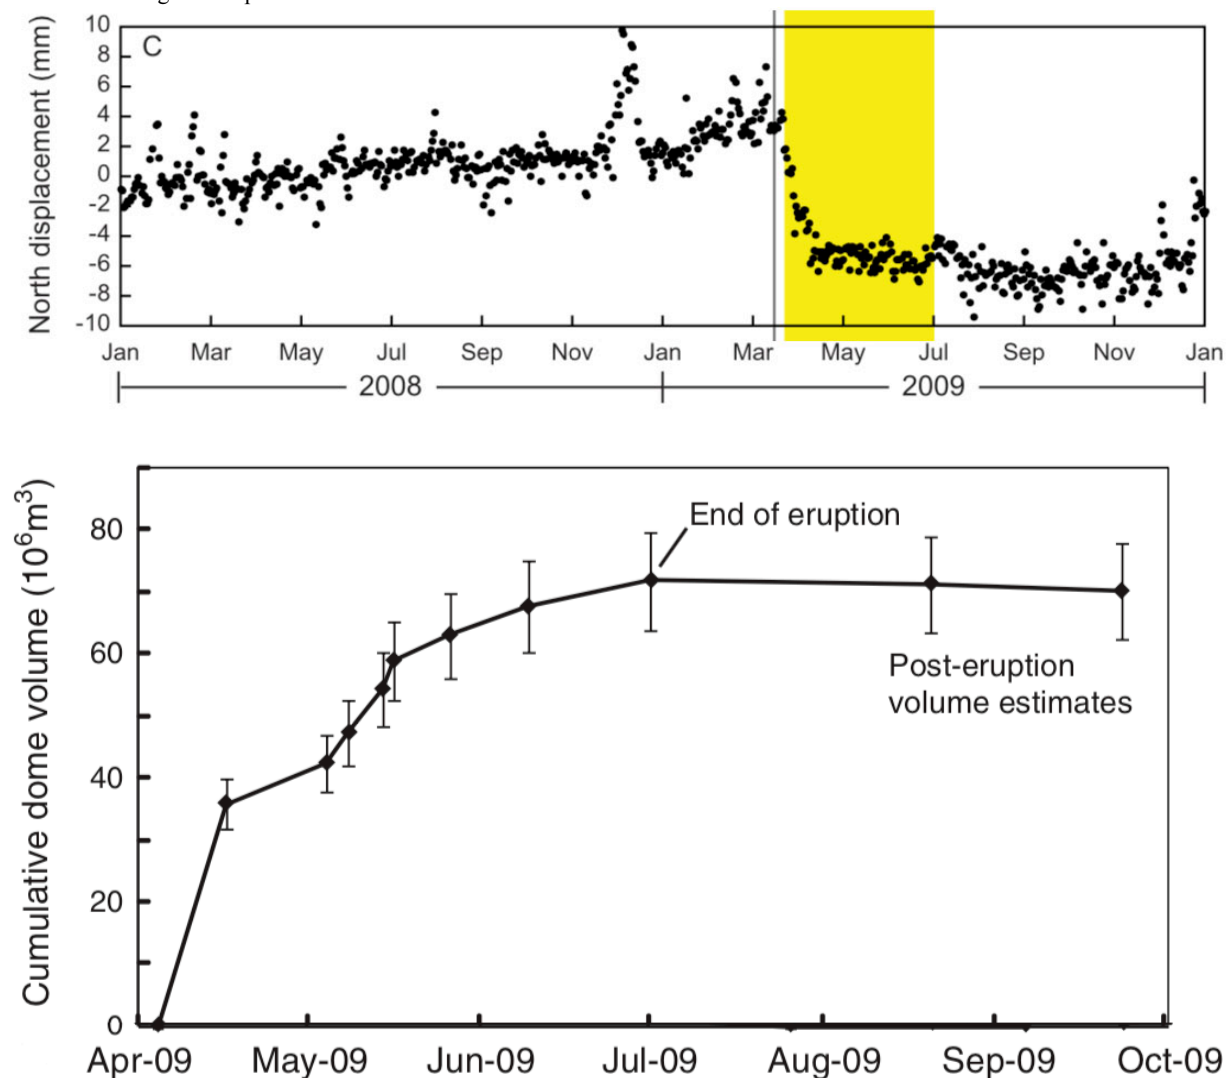 10
8
6
4
2
0
-2
-4
-6
-8
-10
North displacement (mm)
C
Jan Mar May Jul Sep Nov Jan Mar May Jul Sep Nov Jan
2008 2009
Cumulative dome volume (10⁶m³)
80
60
40
20
0
End of eruption
Post-eruption
volume estimates
Apr-09 May-09 Jun-09 Jul-09 Aug-09 Sep-09 Oct-09